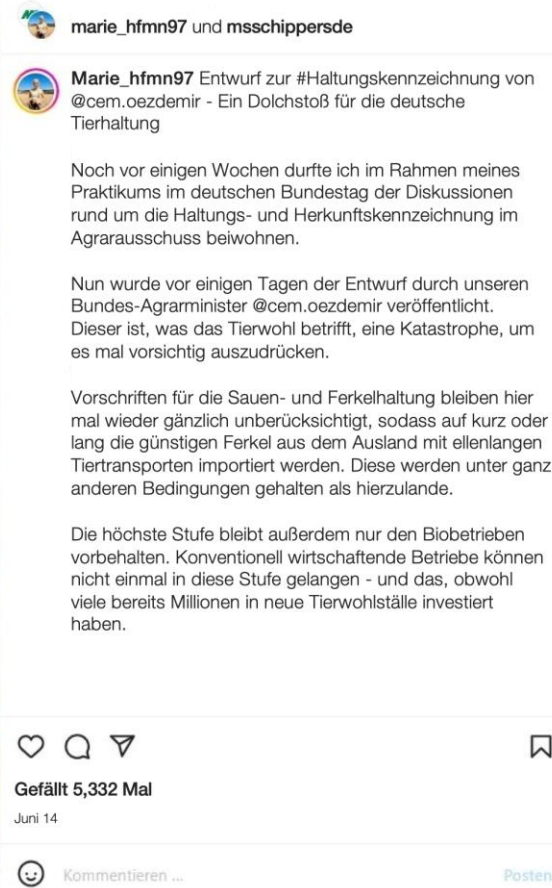 marie_hfmn97 und msschippersde
Marie_hfmn97 Entwurf zur #Haltungskennzeichnung von
@cem.oezdemir - Ein Dolchstoß für die deutsche
Tierhaltung
Noch vor einigen Wochen durfte ich im Rahmen meines
Praktikums im deutschen Bundestag der Diskussionen
rund um die Haltungs- und Herkunftskennzeichnung im
Agrarausschuss beiwohnen.
Nun wurde vor einigen Tagen der Entwurf durch unseren
Bundes-Agrarminister @cem.oezdemir veröffentlicht.
Dieser ist, was das Tierwohl betrifft, eine Katastrophe, um
es mal vorsichtig auszudrücken.
Vorschriften für die Sauen- und Ferkelhaltung bleiben hier
mal wieder gänzlich unberücksichtigt, sodass auf kurz oder
lang die günstigen Ferkel aus dem Ausland mit ellenlangen
Tiertransporten importiert werden. Diese werden unter ganz
anderen Bedingungen gehalten als hierzulande.
Die höchste Stufe bleibt außerdem nur den Biobetrieben
vorbehalten. Konventionell wirtschaftende Betriebe können
nicht einmal in diese Stufe gelangen - und das, obwohl
viele bereits Millionen in neue Tierwohlställe investiert
haben.
Gefällt 5,332 Mal
Juni 14
Kommentieren ...
Posten